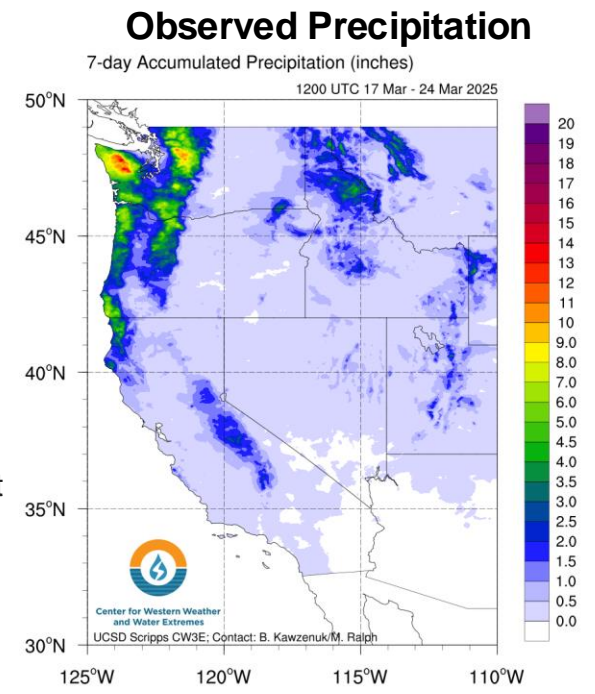 Observed Precipitation
7-day Accumulated Precipitation (inches)
1200 UTC 17 Mar - 24 Mar 2025
50°N
45°N
40°N
35°N
30°N
125°W
120°W
115°W
110°W
20
19
18
17
16
15
14
13
12
11
10
9.0
8.0
7.0
6.0
5.0
4.5
4.0
3.5
3.0
2.5
2.0
1.5
1.0
0.5
0.0
Center for Western Weather
and Water Extremes
UCSD Scripps CW3E; Contact: B. Kawzenuk/M. Ralph